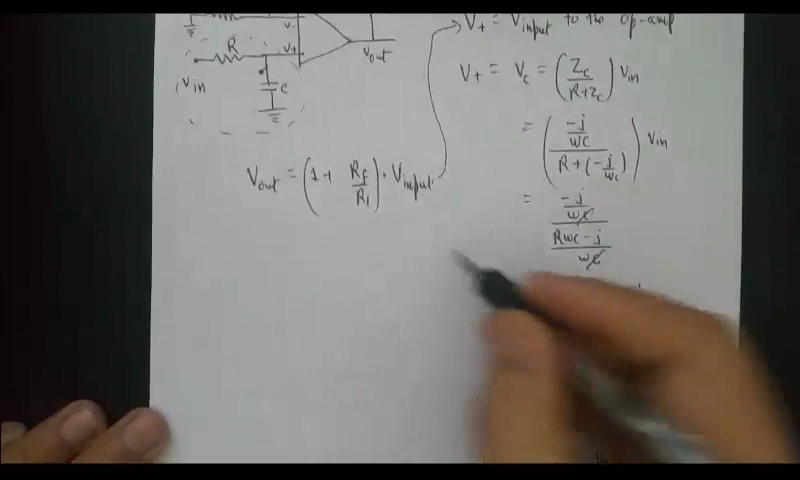 V-
R
V+
Vout
Vin
C
V+ = Vinput to the op-amp
V+ = Vc = (Zc / R+Zc) Vin
= (-j/wc / R + (-j/wc)) Vin
Vout = (1 + Rf/R1) . Vinput
= -j/wc / Rwc - j/wc